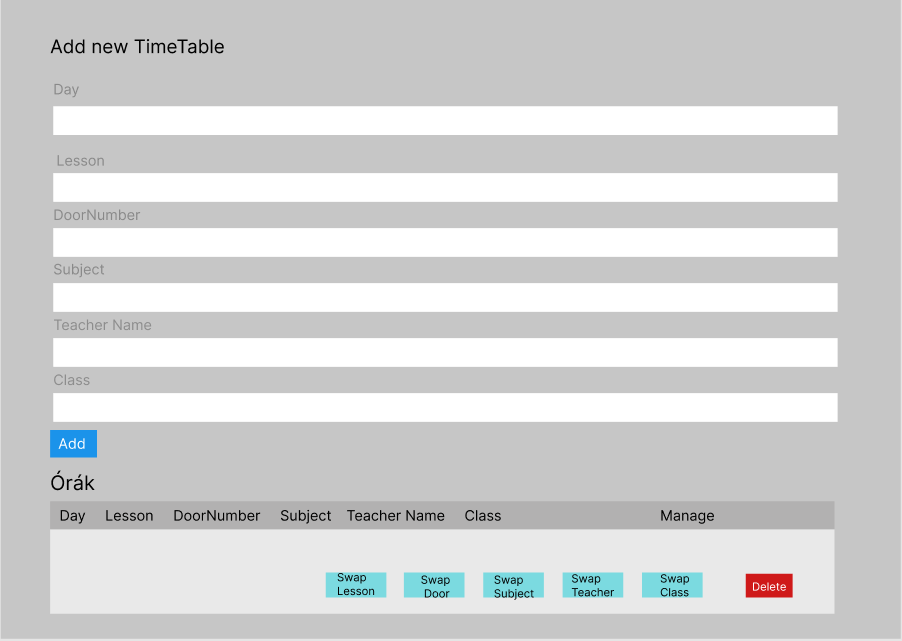 Add new TimeTable
Day
Lesson
DoorNumber
Subject
Teacher Name
Class
Add
Órák
Day Lesson DoorNumber Subject Teacher Name Class Manage
Swap Lesson
Swap Door
Swap Subject
Swap Teacher
Swap Class
Delete